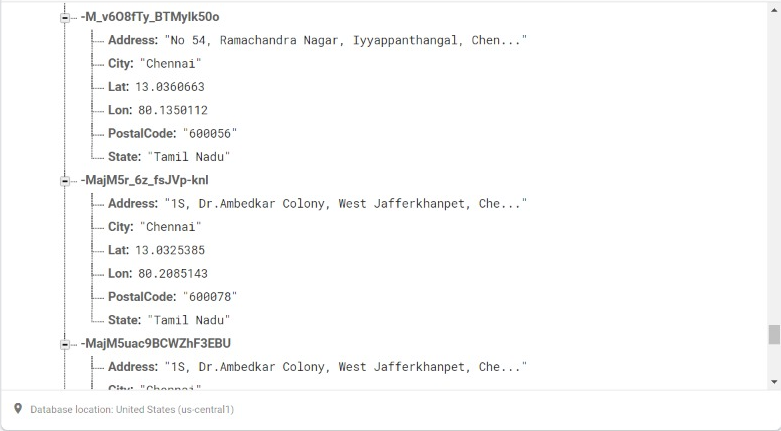 -M_v6O8fTy_BTMylk50o
Address: "No 54, Ramachandra Nagar, Iyyappanthangal, Chen..."
City: "Chennai"
Lat: 13.0360663
Lon: 80.1350112
PostalCode: "600056"
State: "Tamil Nadu"
-MajM5r_6z_fsJVp-knl
Address: "1S, Dr.Ambedkar Colony, West Jafferkhanpet, Che..."
City: "Chennai"
Lat: 13.0325385
Lon: 80.2085143
PostalCode: "600078"
State: "Tamil Nadu"
-MajM5uac9BCWZhF3EBU
Address: "1S, Dr.Ambedkar Colony, West Jafferkhanpet, Che..."
City: "Chennai"
Database location: United States (us-central1)